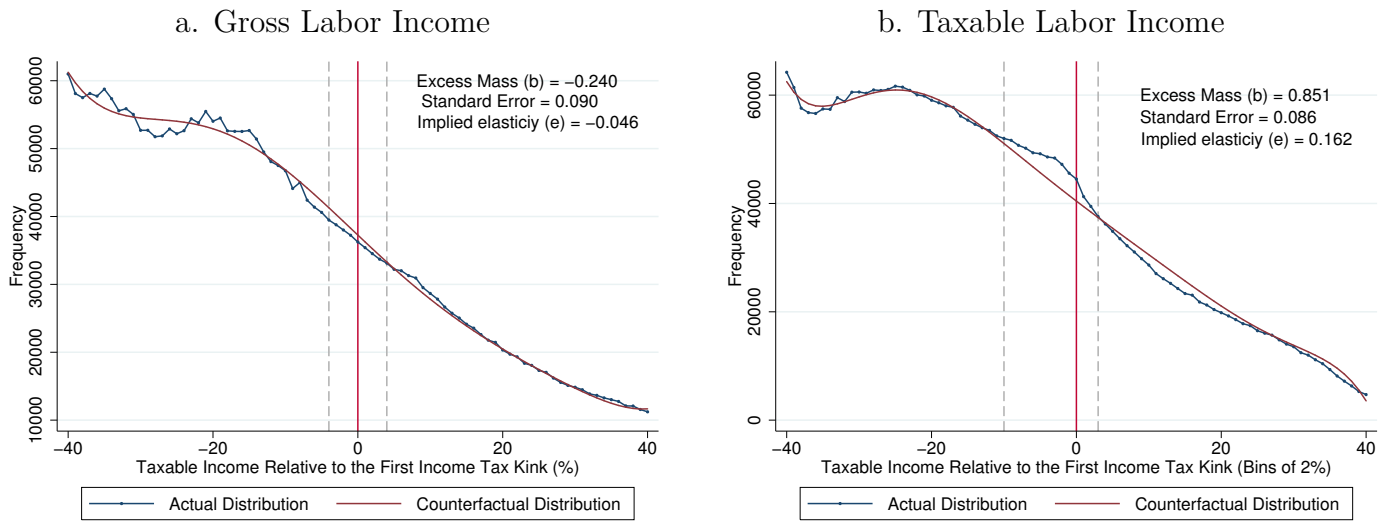 a. Gross Labor Income
Excess Mass (b) = −0.240
Standard Error = 0.090
Implied elasticiy (e) = −0.046
Frequency
60000
50000
40000
30000
20000
10000
−40
−20
0
20
40
Taxable Income Relative to the First Income Tax Kink (%)
Actual Distribution
Counterfactual Distribution
b. Taxable Labor Income
Excess Mass (b) = 0.851
Standard Error = 0.086
Implied elasticiy (e) = 0.162
Frequency
60000
40000
20000
0
−40
−20
0
20
40
Taxable Income Relative to the First Income Tax Kink (Bins of 2%)
Actual Distribution
Counterfactual Distribution